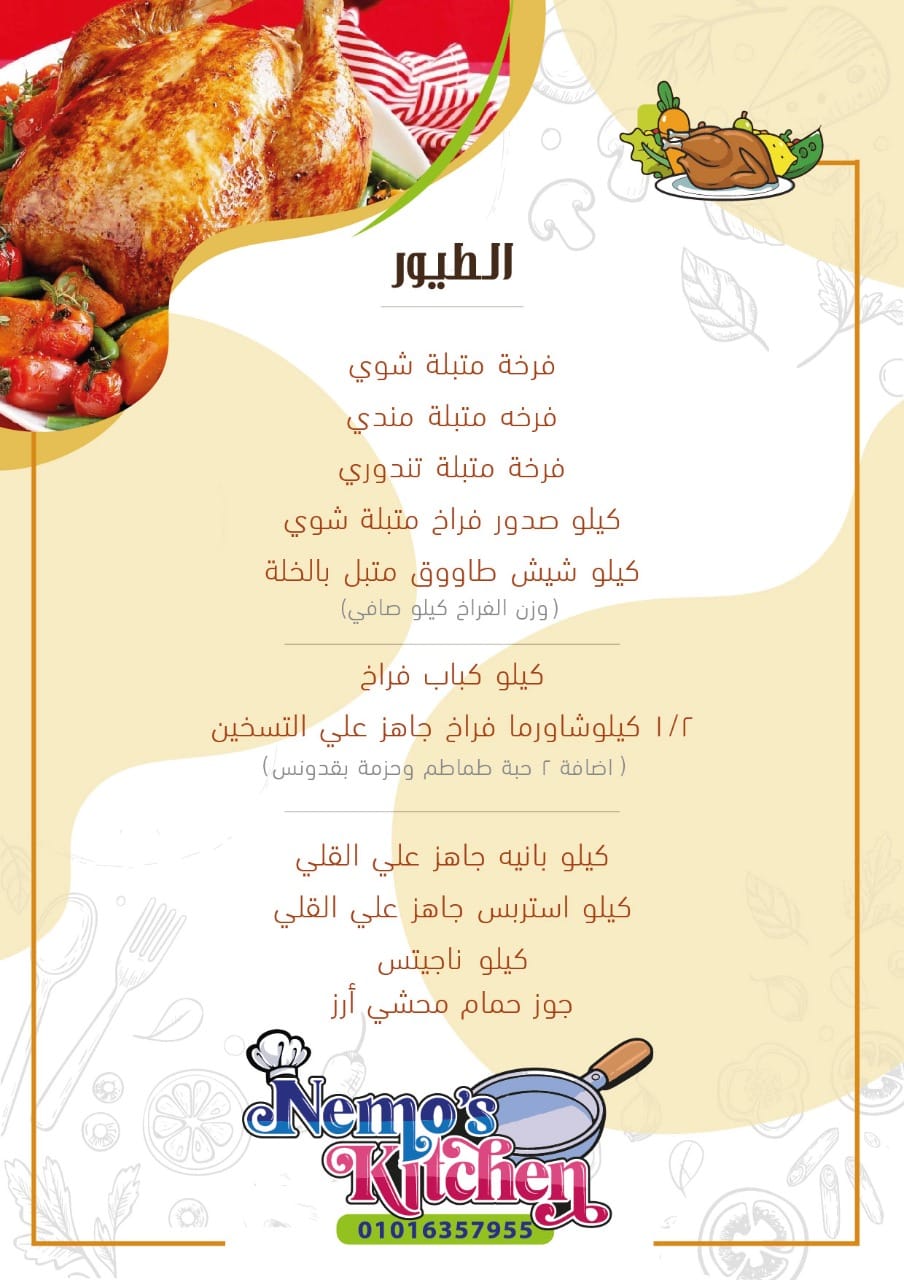 الطيور
فرخة متبلة شوي
فرخه متبلة مندي
فرخة متبلة تندوري
كيلو صدور فراخ متبلة شوي
كيلو شيش طاووق متبل بالخلة
(وزن الفراخ كيلو صافي)
كيلو كباب فراخ
١/٢ كيلوشاورما فراخ جاهز علي التسخين
( اضافة ٢ حبة طماطم وحزمة بقدونس )
كيلو بانيه جاهز علي القلي
كيلو استربس جاهز علي القلي
كيلو ناجيتس
جوز حمام محشي أرز
Nemo's
Kitchen
01016357955